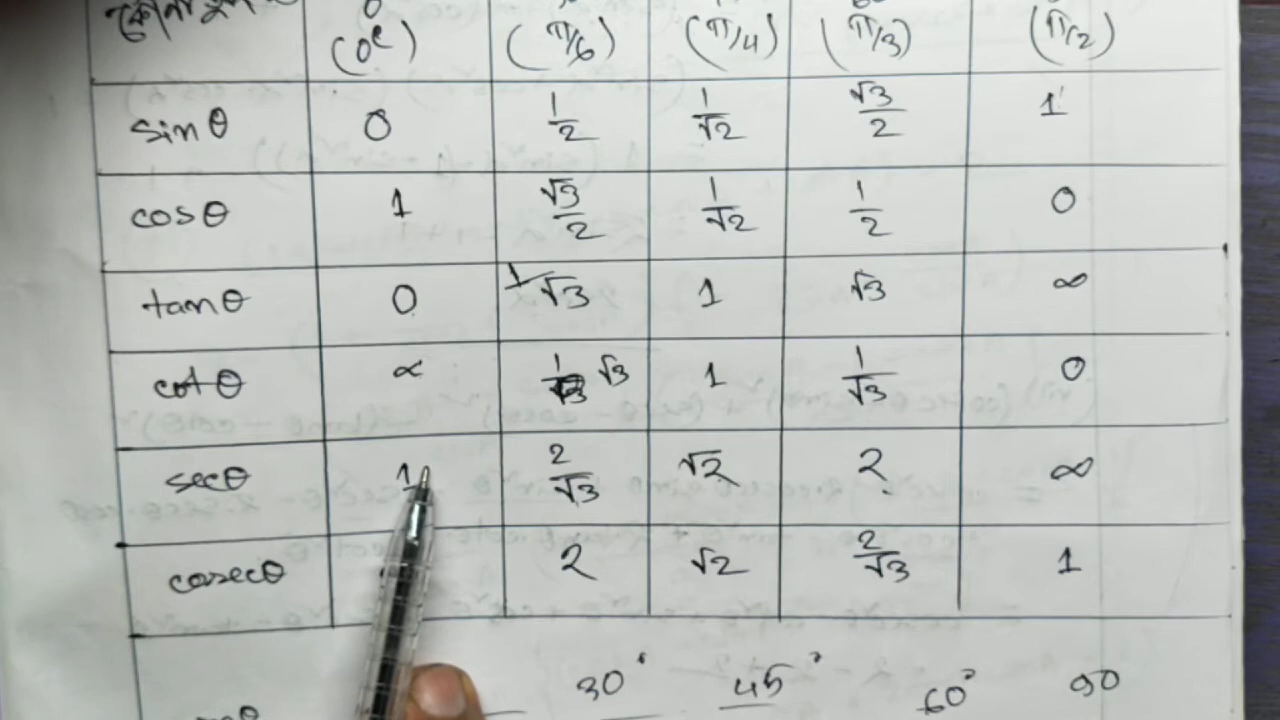 (0ᶜ) (π/6) (π/4) (π/3) (π/2)
sinθ 0 1/2 1/√2 √3/2 1
cosθ 1 √3/2 1/√2 1/2 0
tanθ 0 1/√3 1 √3 ∞
cotθ ∝ √3 1 1/√3 0
secθ 1 2/√3 √2 2 ∞
cosecθ 2 √2 2/√3 1
30° 45° 60° 90